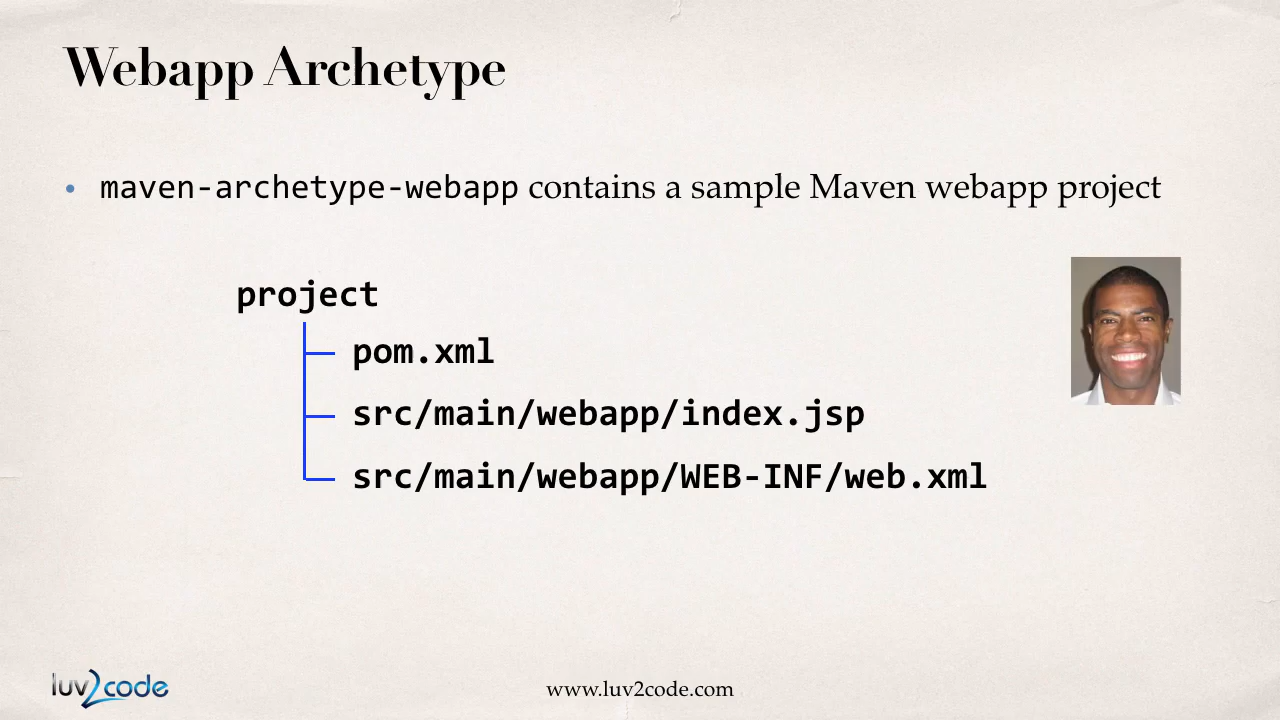 Webapp Archetype
• maven-archetype-webapp contains a sample Maven webapp project
project
pom.xml
src/main/webapp/index.jsp
src/main/webapp/WEB-INF/web.xml
luv2code
www.luv2code.com